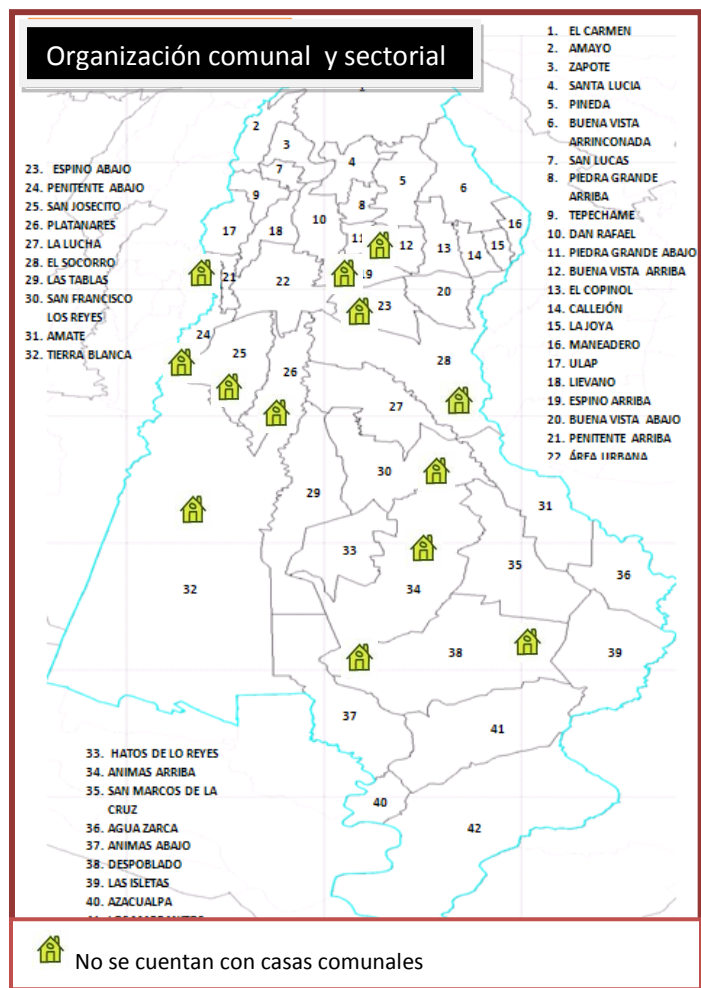 Organización comunal y sectorial
1. EL CARMEN
2. AMAYO
3. ZAPOTE
4. SANTA LUCIA
5. PINEDA
6. BUENA VISTA
ARRINCONADA
7. SAN LUCAS
8. PIEDRA GRANDE
ARRIBA
9. TEPECHAME
10. DAN RAFAEL
11. PIEDRA GRANDE ABAJO
12. BUENA VISTA ARRIBA
13. EL COPINOL
14. CALLEJÓN
15. LA JOYA
16. MANEADERO
17. ULAP
18. LIEVANO
19. ESPINO ARRIBA
20. BUENA VISTA ABAJO
21. PENITENTE ARRIBA
22. ÁREA URBANA
23. ESPINO ABAJO
24. PENITENTE ABAJO
25. SAN JOSECITO
26. PLATANARES
27. LA LUCHA
28. EL SOCORRO
29. LAS TABLAS
30. SAN FRANCISCO
LOS REYES
31. AMATE
32. TIERRA BLANCA
1
2
3
4
5
6
7
8
9
10
11
12
13
14
15
16
17
18
19
20
21
22
23
24
25
26
27
28
29
30
31
32
33
34
35
36
37
38
39
40
41
42
33. HATOS DE LO REYES
34. ANIMAS ARRIBA
35. SAN MARCOS DE LA
CRUZ
36. AGUA ZARCA
37. ANIMAS ABAJO
38. DESPOBLADO
39. LAS ISLETAS
40. AZACUALPA
No se cuentan con casas comunales